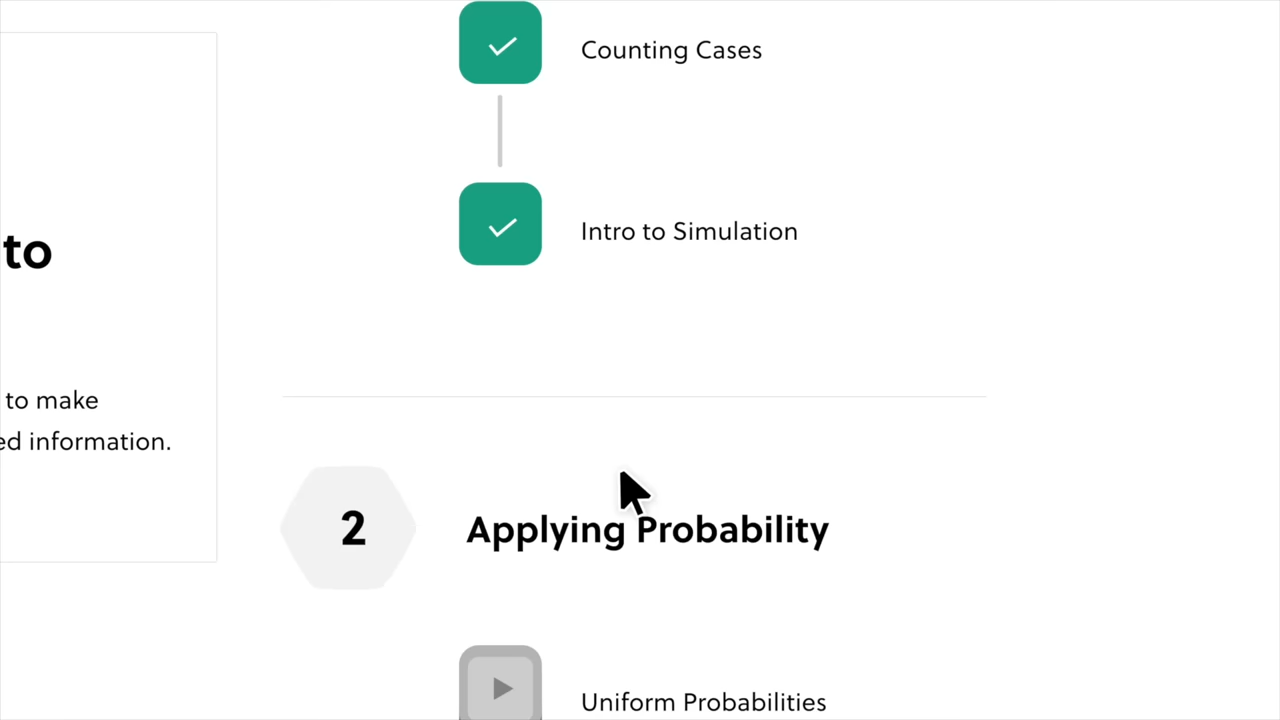 Counting Cases
Intro to Simulation
to
to make
ed information.
2
Applying Probability
Uniform Probabilities